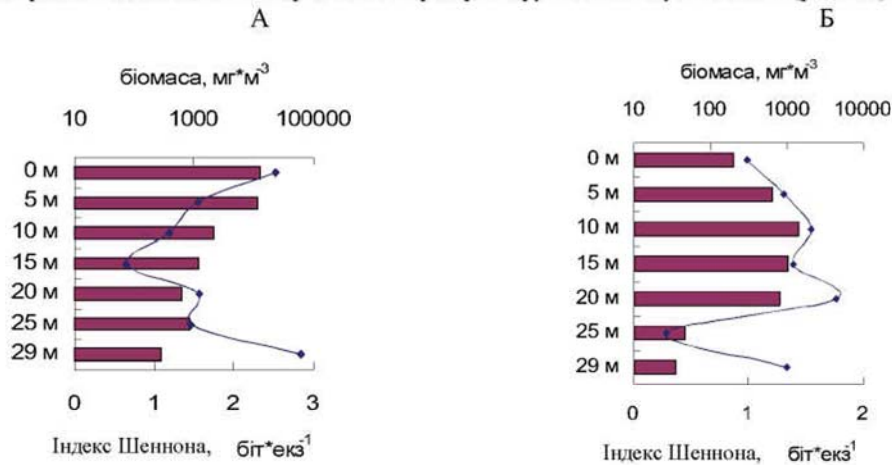 А
біомаса, мг*м-3
10 1000 100000
0 м
5 м
10 м
15 м
20 м
25 м
29 м
0 1 2 3
Індекс Шеннона, біт*екз-1
Б
біомаса, мг*м-3
10 100 1000 10000
0 м
5 м
10 м
15 м
20 м
25 м
29 м
0 1 2
Індекс Шеннона, біт*екз-1